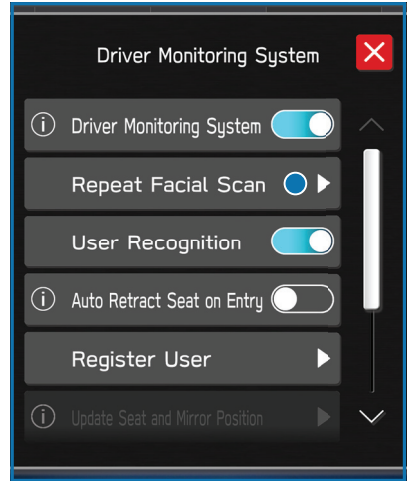 Driver Monitoring System
Driver Monitoring System
Repeat Facial Scan
User Recognition
Auto Retract Seat on Entry
Register User
Update Seat and Mirror Position